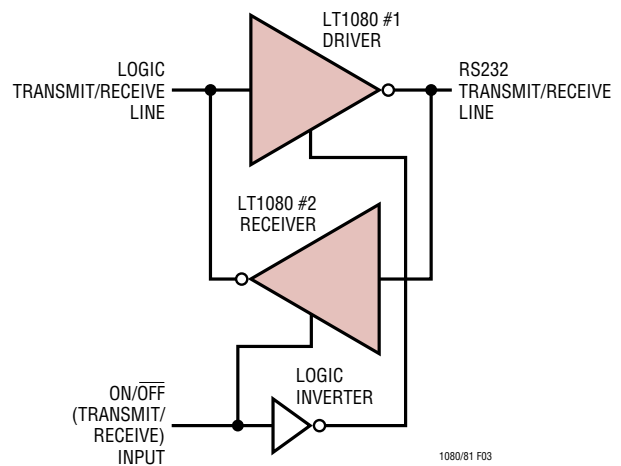 LT1080 #1
DRIVER
LOGIC
TRANSMIT/RECEIVE
LINE
RS232
TRANSMIT/RECEIVE
LINE
LT1080 #2
RECEIVER
LOGIC
INVERTER
ON/O̅F̅F̅
(TRANSMIT/
RECEIVE)
INPUT
1080/81 F03